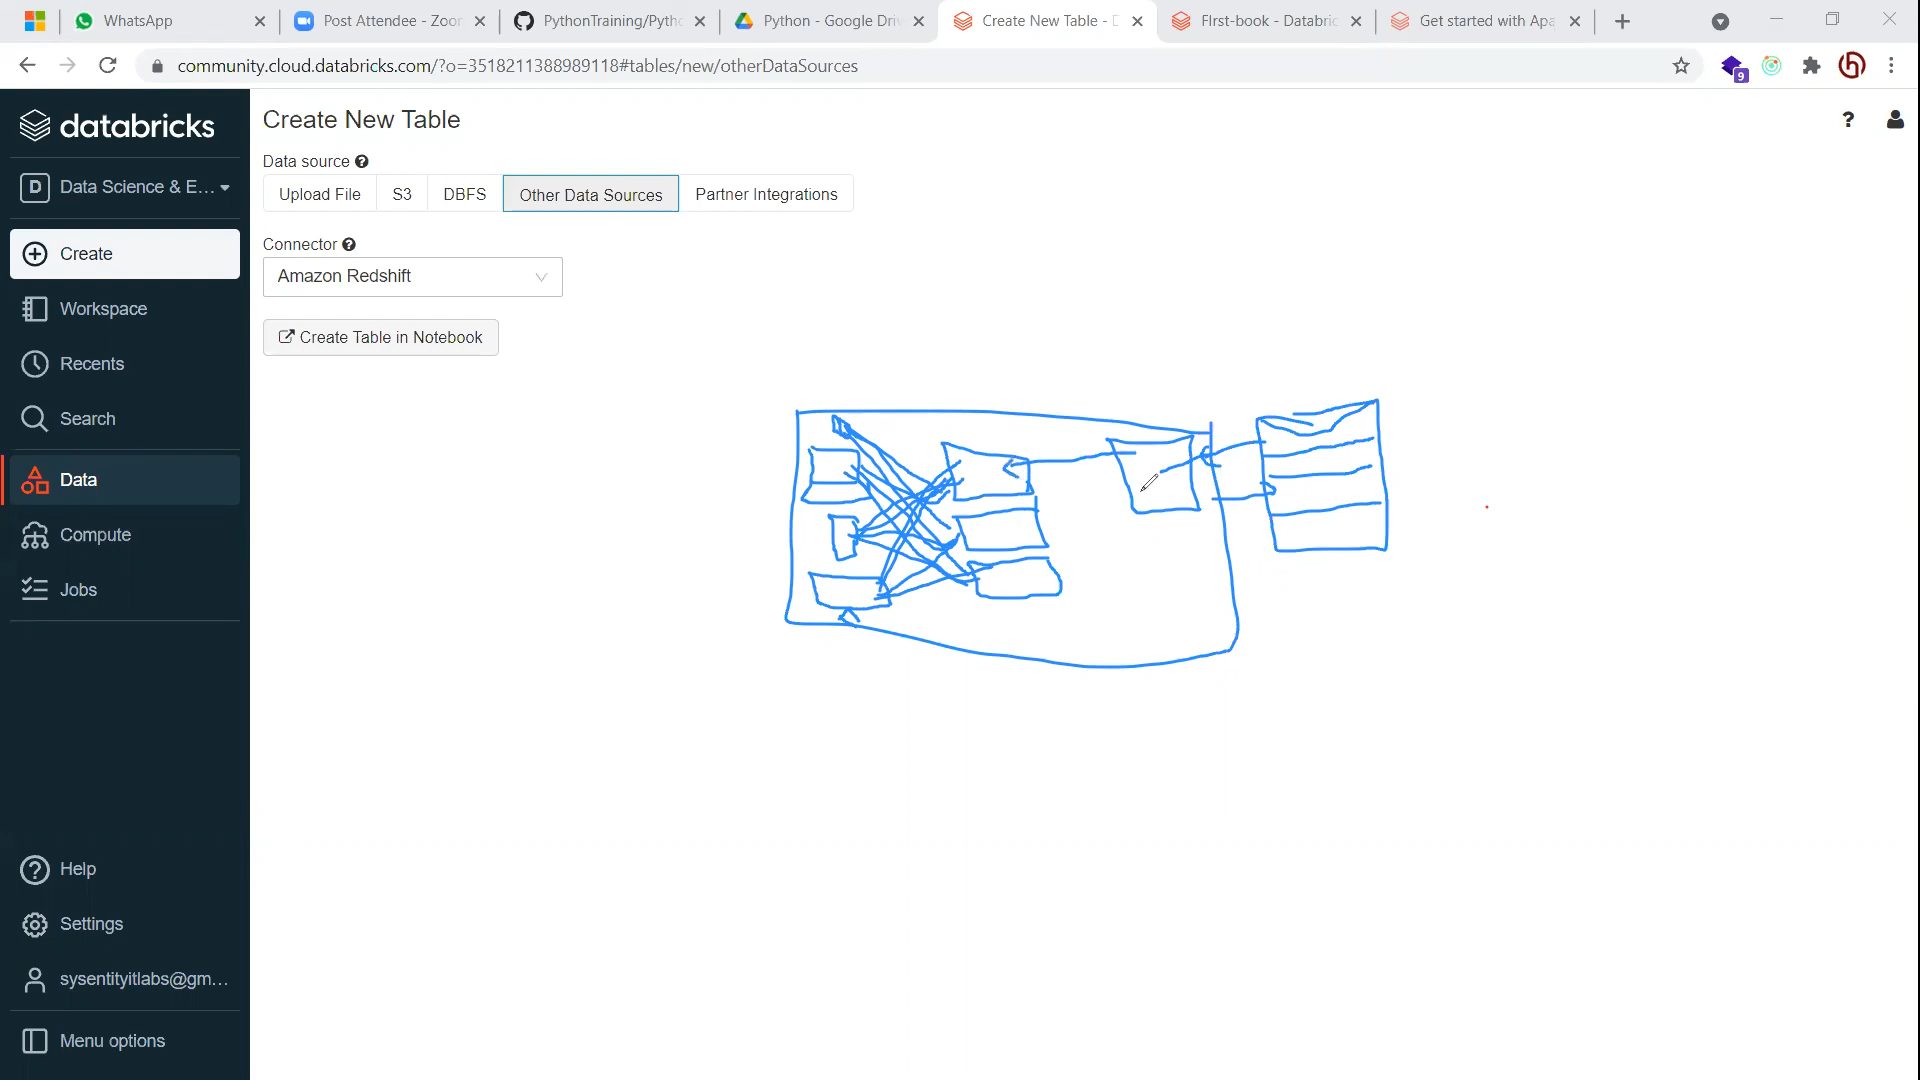 WhatsApp
Post Attendee - Zoor
PythonTraining/Pytho
Python - Google Driv
Create New Table - D
FIrst-book - Databric
Get started with Apa
community.cloud.databricks.com/?o=3518211388989118#tables/new/otherDataSources
9
databricks
D Data Science & E...
Create
Workspace
Recents
Search
Data
Compute
Jobs
Help
Settings
sysentityitlabs@gm...
Menu options
Create New Table
Data source
Upload File
S3
DBFS
Other Data Sources
Partner Integrations
Connector
Amazon Redshift
Create Table in Notebook